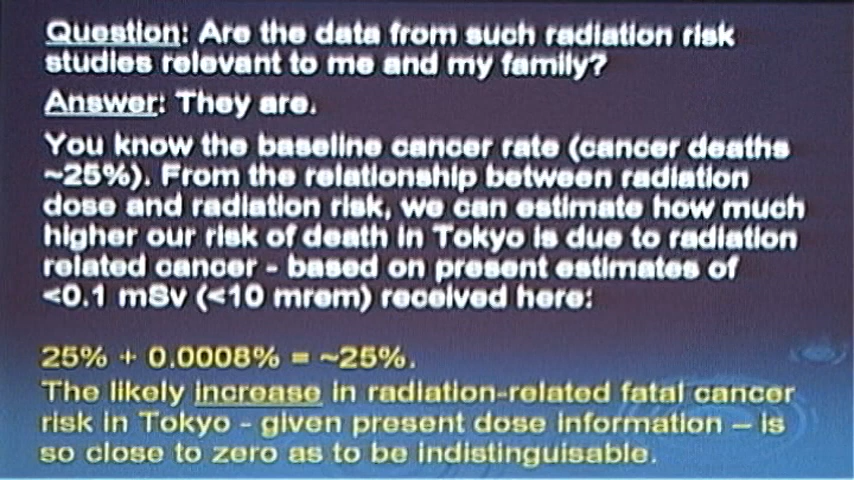 Question: Are the data from such radiation risk
studies relevant to me and my family?
Answer: They are.
You know the baseline cancer rate (cancer deaths
~25%). From the relationship between radiation
dose and radiation risk, we can estimate how much
higher our risk of death in Tokyo is due to radiation
related cancer - based on present estimates of
<0.1 mSv (<10 mrem) received here:
25% + 0.0008% = ~25%.
The likely increase in radiation-related fatal cancer
risk in Tokyo - given present dose information – is
so close to zero as to be indistinguisable.